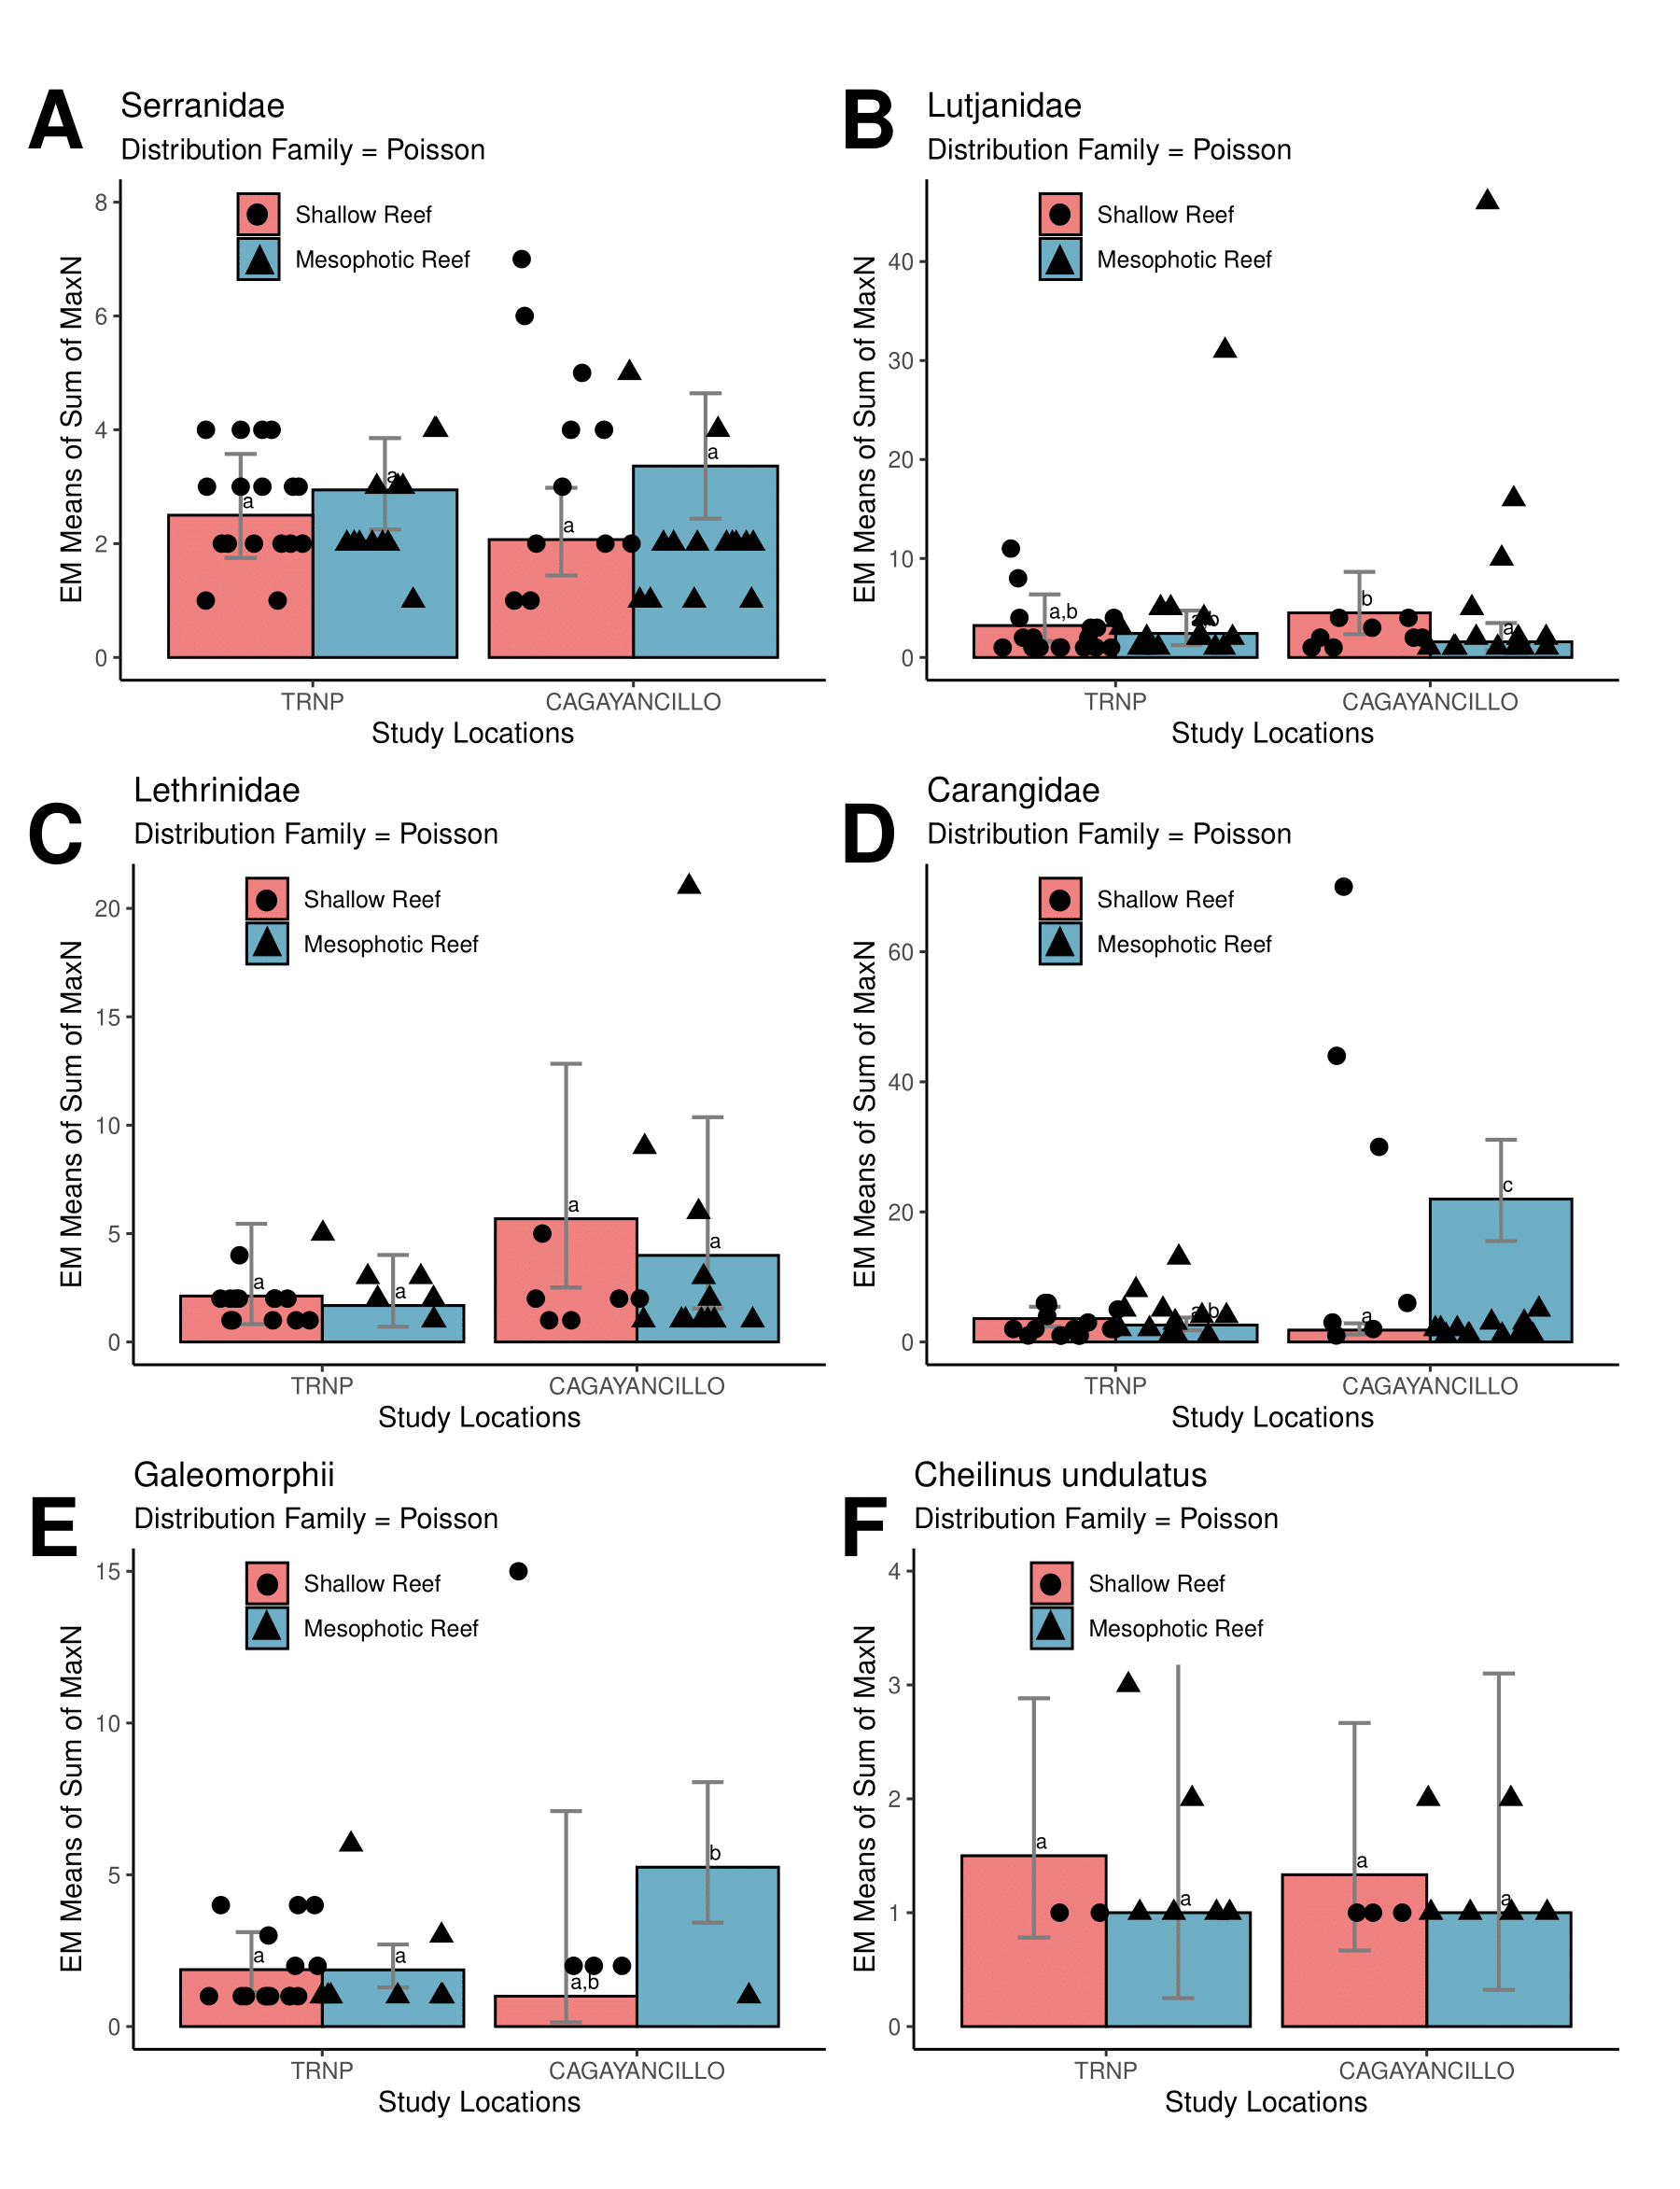 A
Serranidae
Distribution Family = Poisson
EM Means of Sum of MaxN
8
6
4
2
0
Shallow Reef
Mesophotic Reef
a
a
a
a
TRNP
CAGAYANCILLO
Study Locations
B
Lutjanidae
Distribution Family = Poisson
EM Means of Sum of MaxN
40
30
20
10
0
Shallow Reef
Mesophotic Reef
a,b
a,b
b
a
TRNP
CAGAYANCILLO
Study Locations
C
Lethrinidae
Distribution Family = Poisson
EM Means of Sum of MaxN
20
15
10
5
0
Shallow Reef
Mesophotic Reef
a
a
a
a
TRNP
CAGAYANCILLO
Study Locations
D
Carangidae
Distribution Family = Poisson
EM Means of Sum of MaxN
60
40
20
0
Shallow Reef
Mesophotic Reef
a,b
a
c
TRNP
CAGAYANCILLO
Study Locations
E
Galeomorphii
Distribution Family = Poisson
EM Means of Sum of MaxN
15
10
5
0
Shallow Reef
Mesophotic Reef
a
a
a,b
b
TRNP
CAGAYANCILLO
Study Locations
F
Cheilinus undulatus
Distribution Family = Poisson
EM Means of Sum of MaxN
4
3
2
1
0
Shallow Reef
Mesophotic Reef
a
a
a
a
TRNP
CAGAYANCILLO
Study Locations